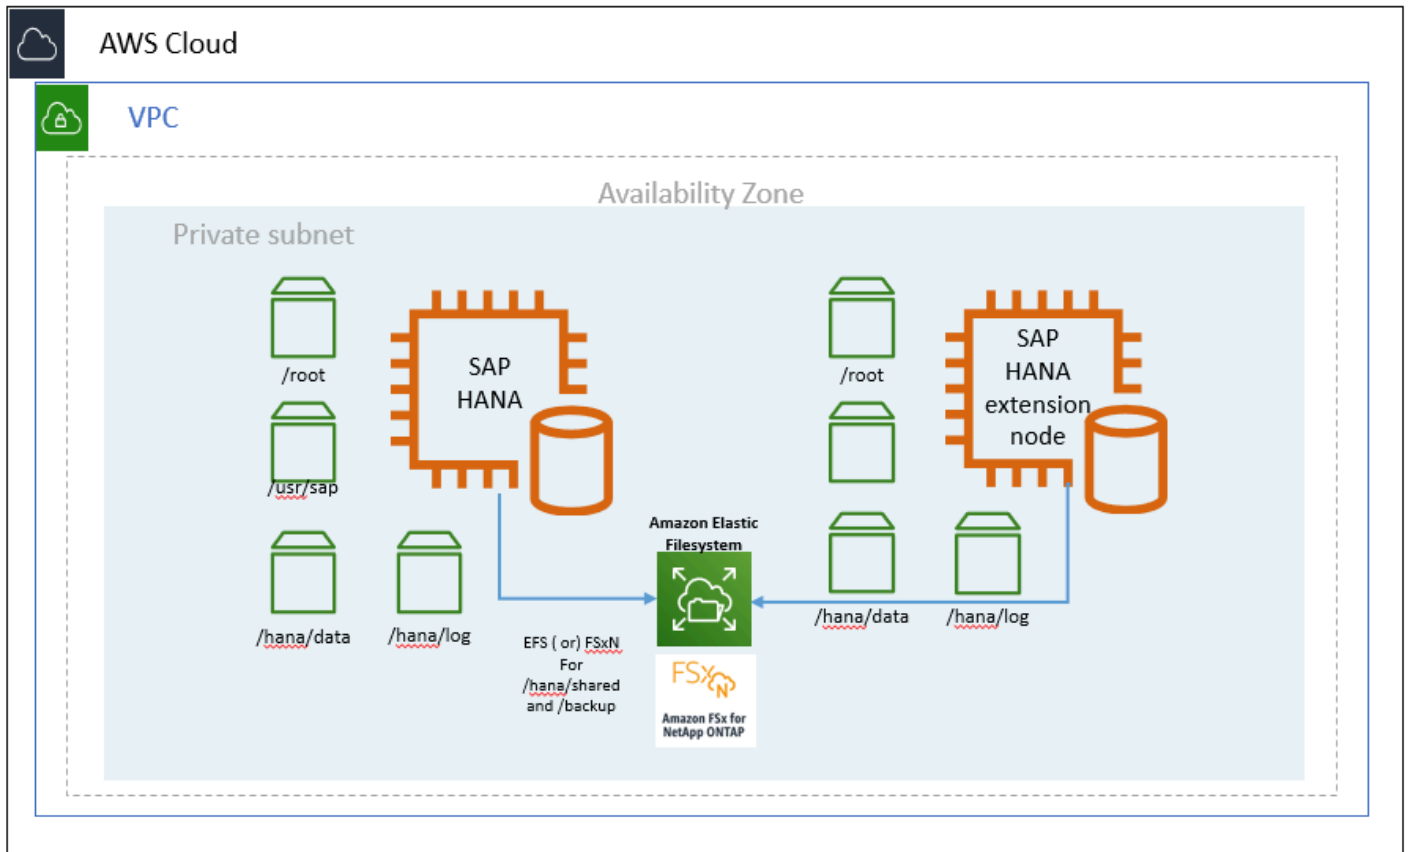 AWS Cloud
VPC
Availability Zone
Private subnet
/root
/usr/sap
/hana/data
/hana/log
SAP
HANA
Amazon Elastic
Filesystem
EFS ( or) FSxN
For
/hana/shared
and /backup
FSx
N
Amazon FSx for
NetApp ONTAP
/root
/hana/data
/hana/log
SAP
HANA
extension
node